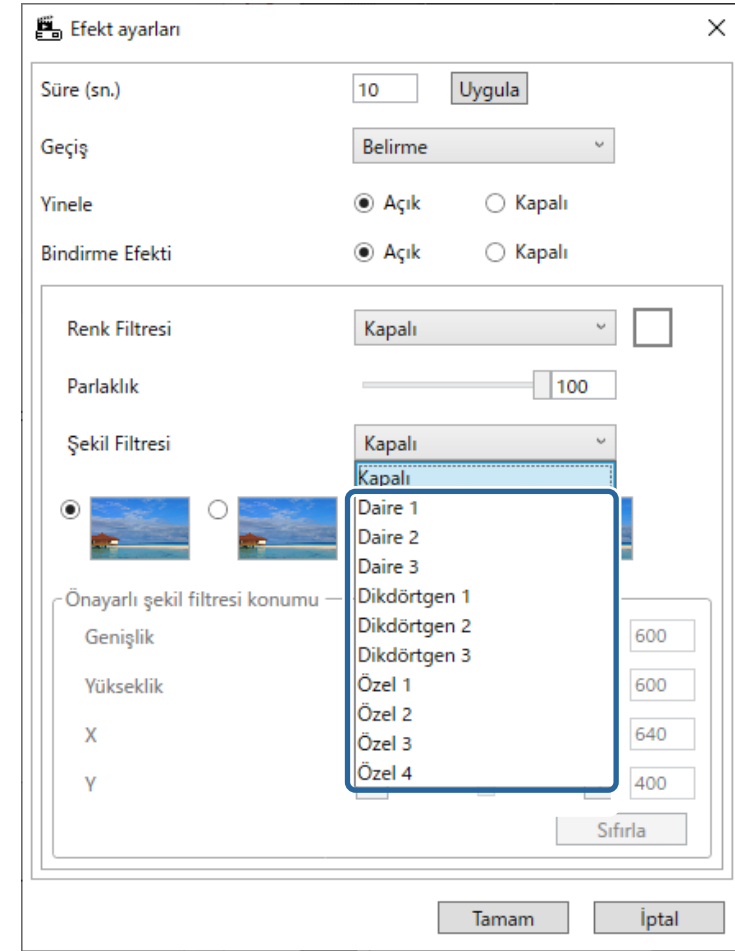 Efekt ayarları
Süre (sn.) 10 Uygula
Geçiş Belirme
Yinele Açık Kapalı
Bindirme Efekti Açık Kapalı
Renk Filtresi Kapalı
Parlaklık 100
Şekil Filtresi Kapalı
Kapalı
Daire 1
Daire 2
Daire 3
Dikdörtgen 1
Dikdörtgen 2
Dikdörtgen 3
Özel 1
Özel 2
Özel 3
Özel 4
Önayarlı şekil filtresi konumu
Genişlik 600
Yükseklik 600
X 640
Y 400
Sıfırla
Tamam İptal